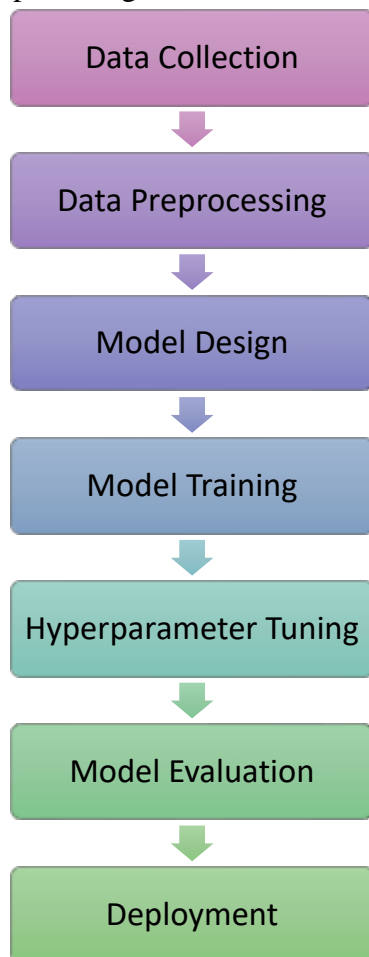 Data Collection
Data Preprocessing
Model Design
Model Training
Hyperparameter Tuning
Model Evaluation
Deployment